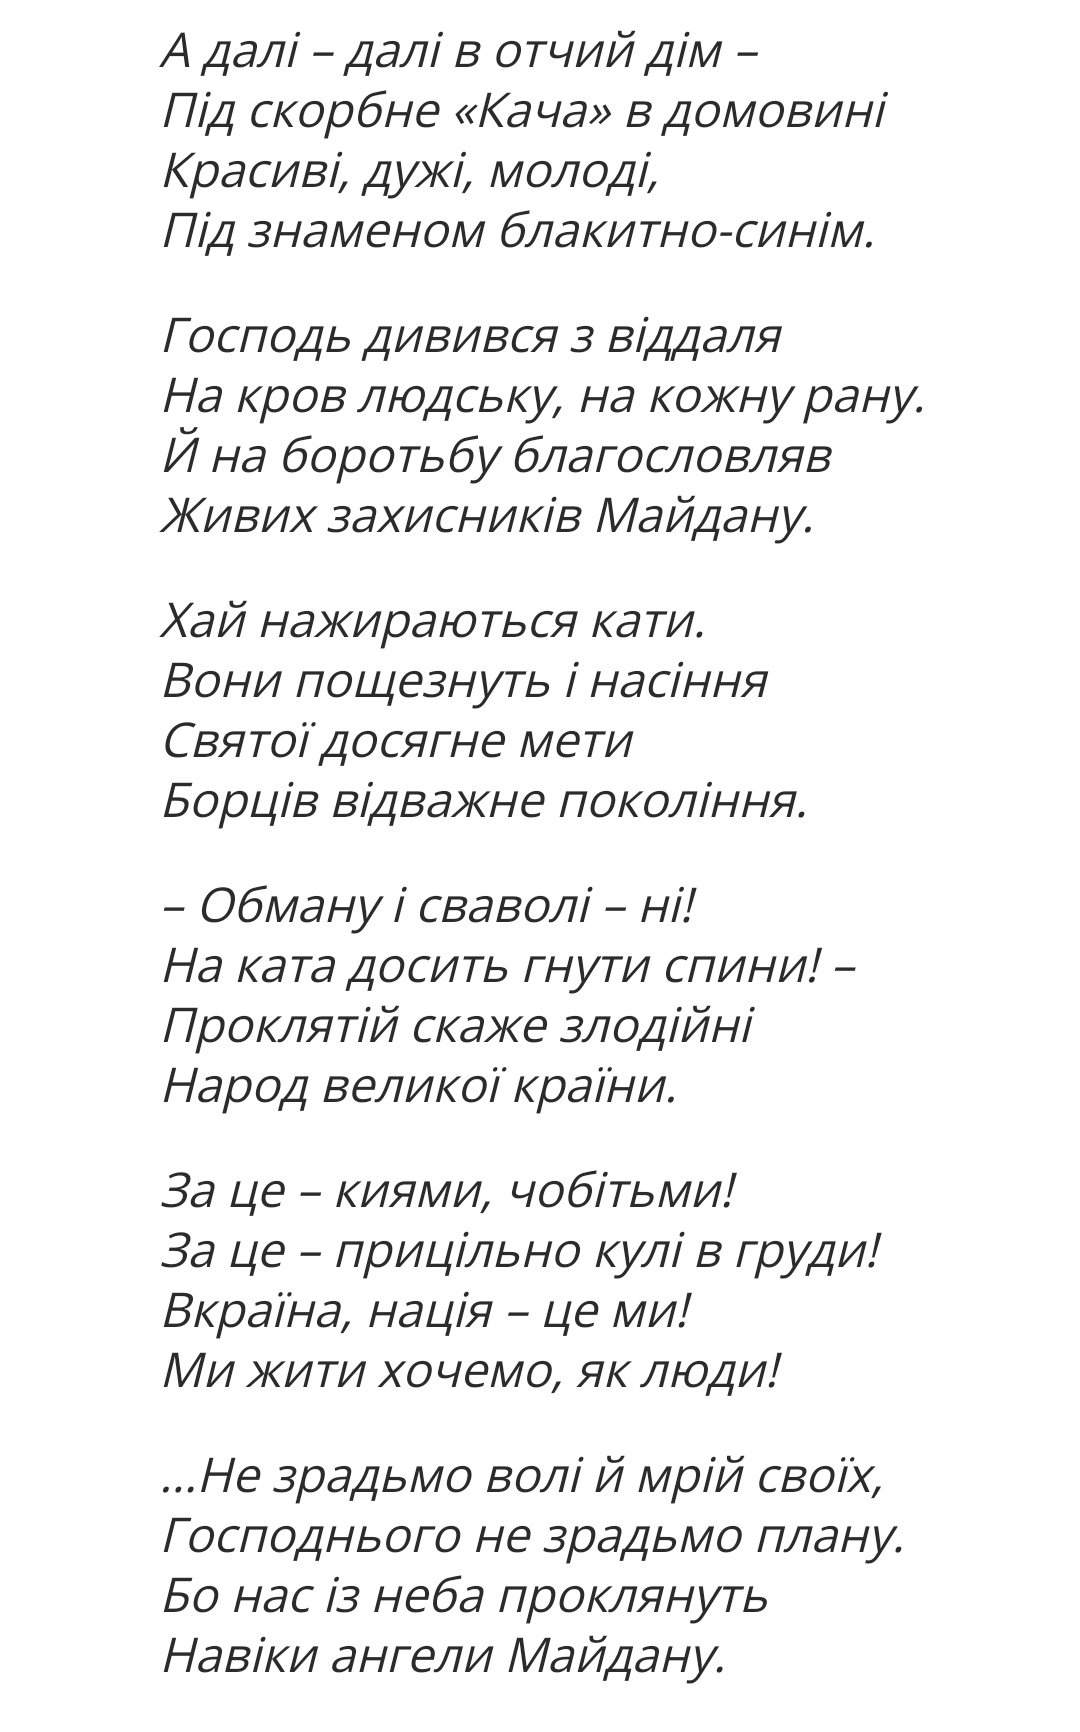 А далі – далі в отчий дім –
Під скорбне «Кача» в домовині
Красиві, дужі, молоді,
Під знаменом блакитно-синім.
Господь дивився з віддаля
На кров людську, на кожну рану.
Й на боротьбу благословляв
Живих захисників Майдану.
Хай нажираються кати.
Вони пощезнуть і насіння
Святої досягне мети
Борців відважне покоління.
– Обману і сваволі – ні!
На ката досить гнути спини! –
Проклятій скаже злодійні
Народ великої країни.
За це – киями, чобітьми!
За це – прицільно кулі в груди!
Вкраїна, нація – це ми!
Ми жити хочемо, як люди!
…Не зрадьмо волі й мрій своїх,
Господнього не зрадьмо плану.
Бо нас із неба проклянуть
Навіки ангели Майдану.